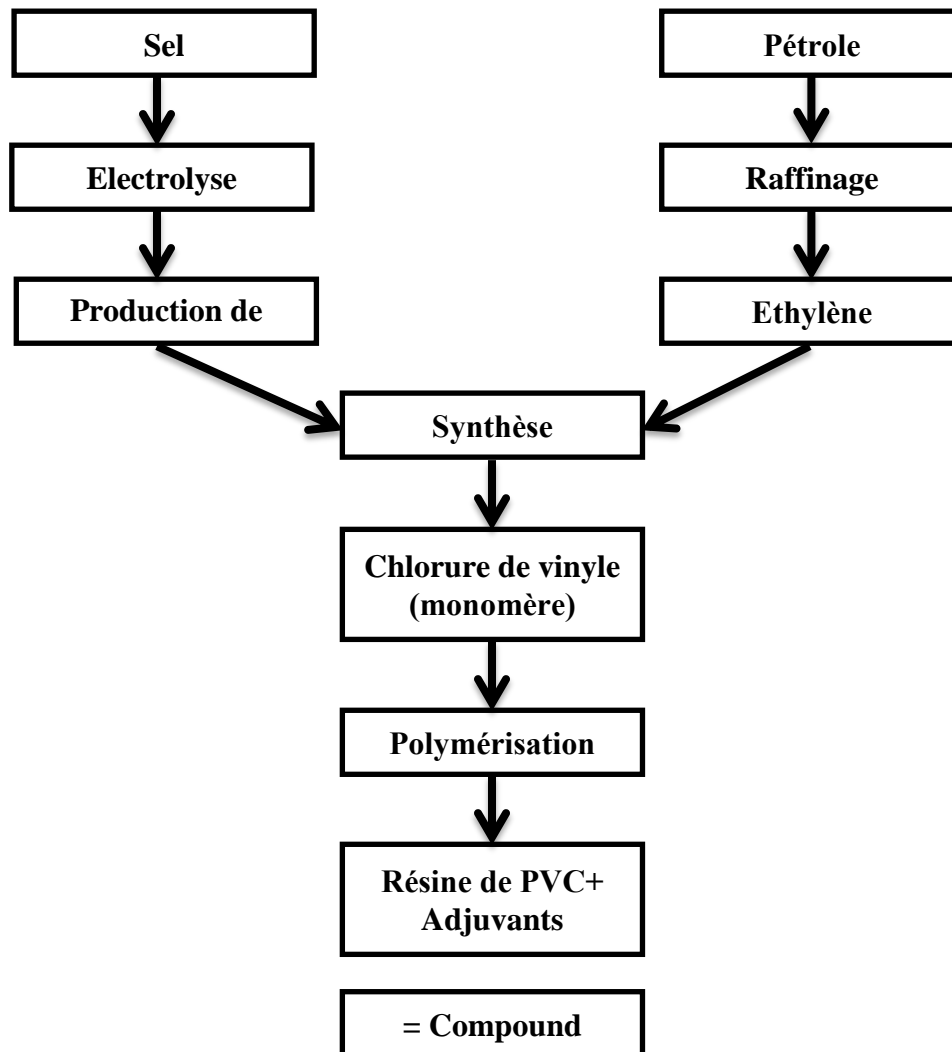 Sel
Pétrole
Electrolyse
Raffinage
Production de
Ethylène
Synthèse
Chlorure de vinyle
(monomère)
Polymérisation
Résine de PVC+
Adjuvants
= Compound